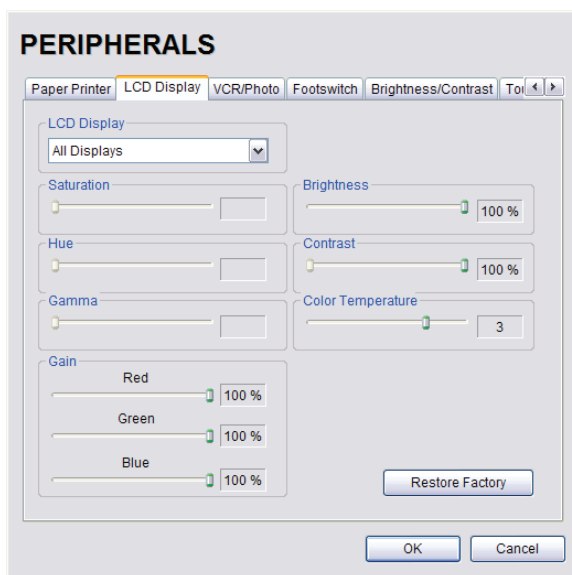 PERIPHERALS
Paper Printer LCD Display VCR/Photo Footswitch Brightness/Contrast
LCD Display
All Displays
Saturation
Brightness
100 %
Hue
Contrast
100 %
Gamma
Color Temperature
3
Gain
Red
100 %
Green
100 %
Blue
100 %
Restore Factory
OK Cancel